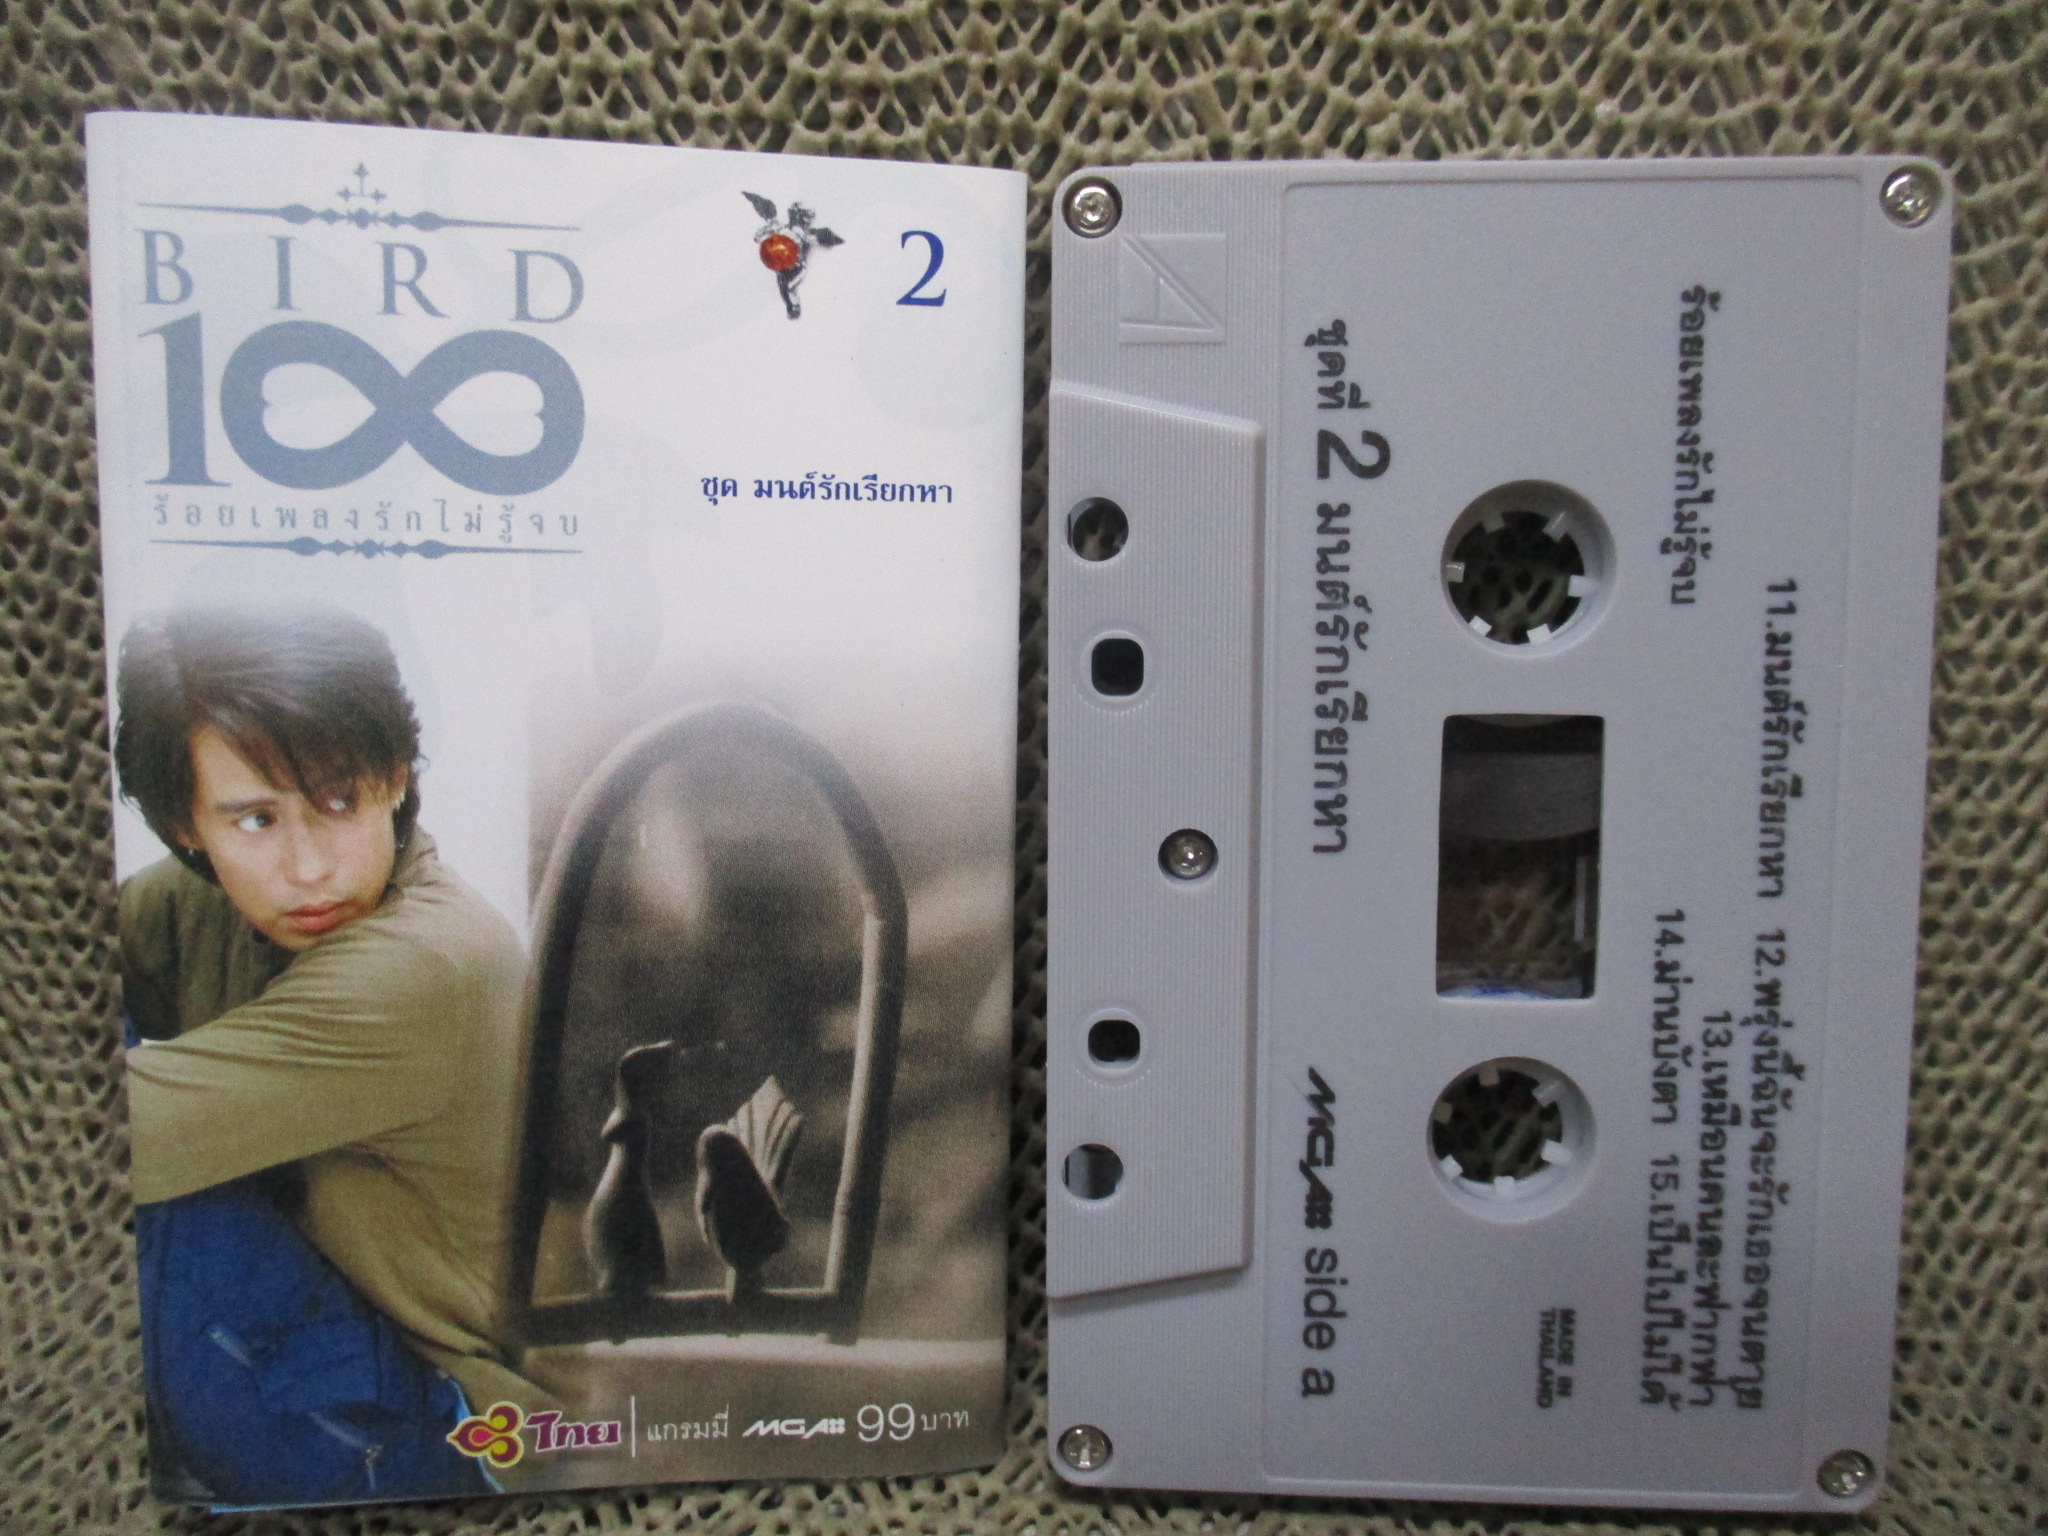 BIRD
100
ร้อยเพลงรักไม่รู้จบ
2
ชุด มนต์รักเรียกหา
ไทย
แกรมมี่ MGA 99 บาท
ร้อยเพลงรักไม่รู้จบ
11.มนต์รักเรียกหา 12.พรุ่งนี้ฉันจะรักเธอจนตาย
13.เหมือนคนละฟากฟ้า
14.ม่านบังตา 15.เป็นไปไม่ได้
MADE IN
THAILAND
ชุดที่ 2 มนต์รักเรียกหา
MGA side a
A